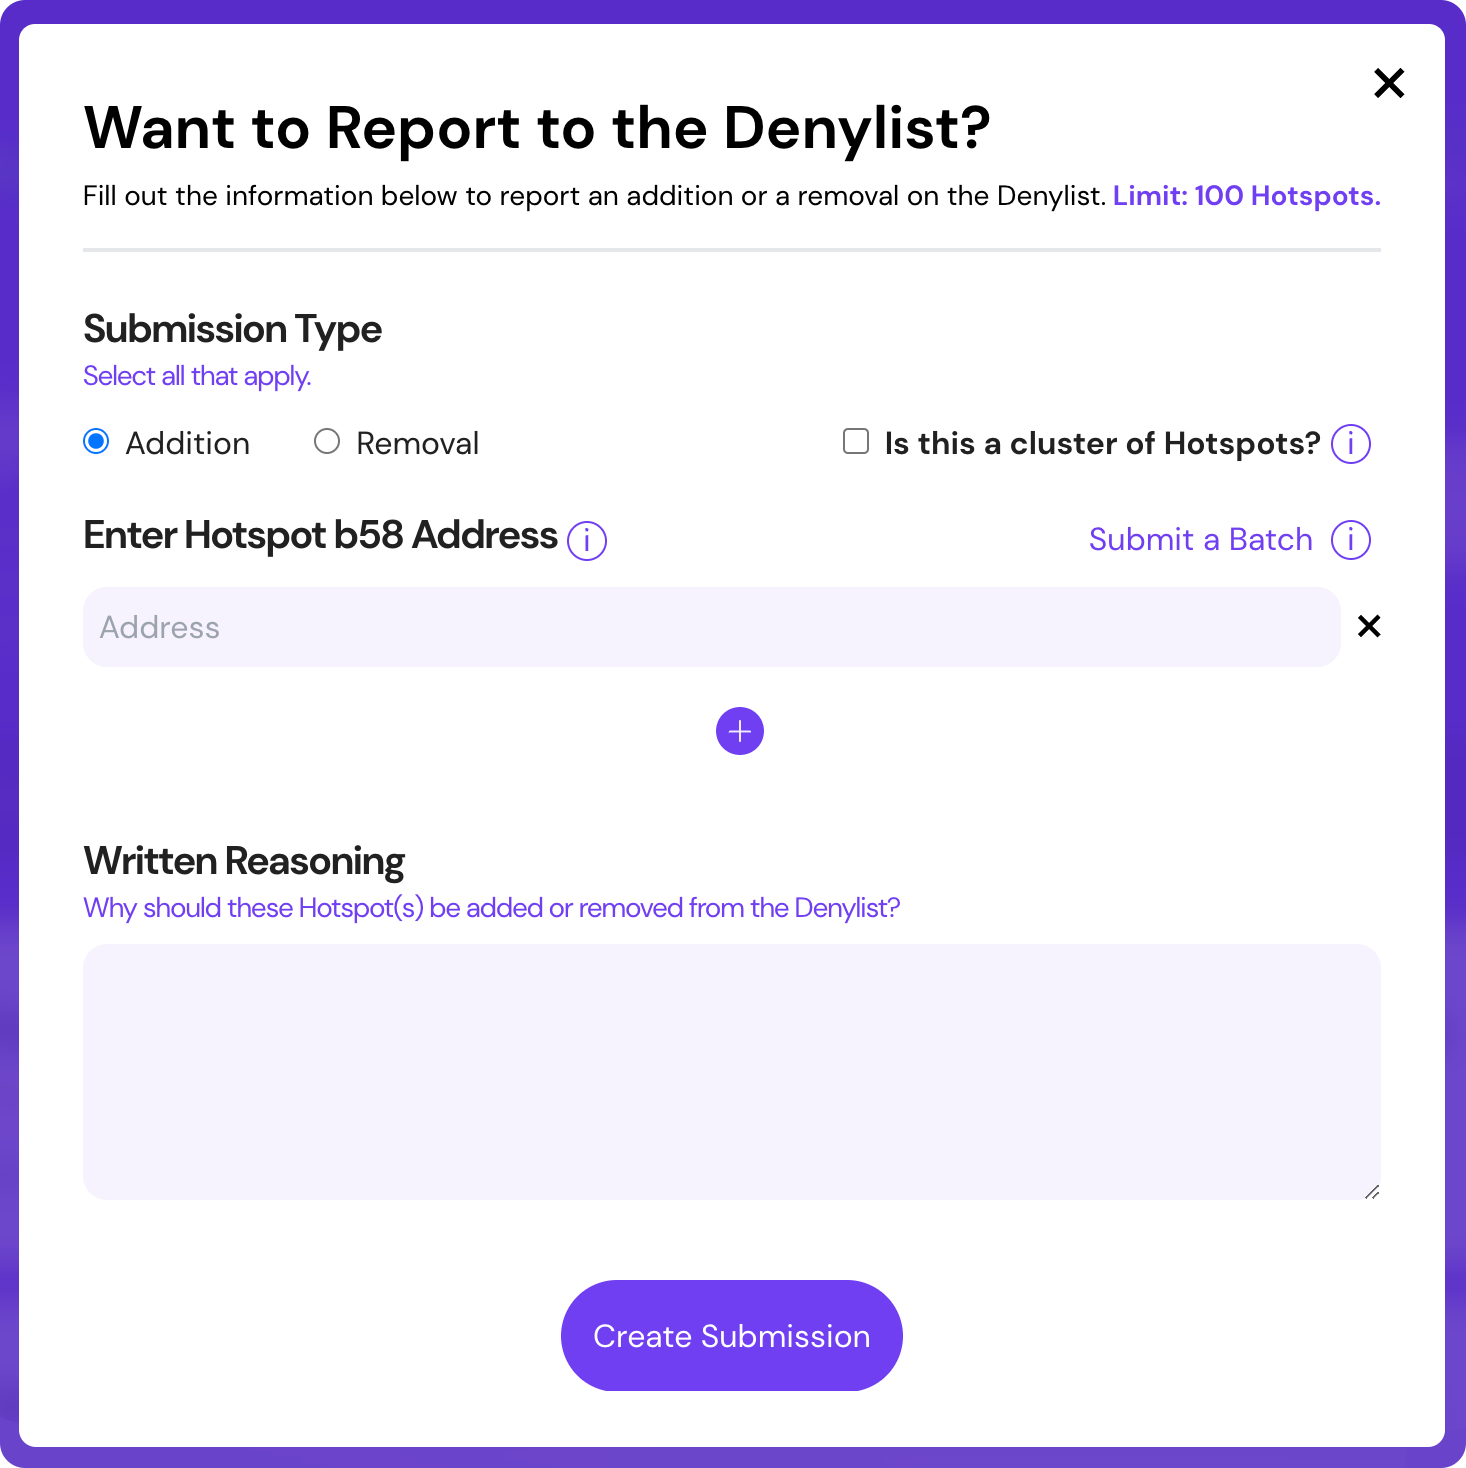 Want to Report to the Denylist?
Fill out the information below to report an addition or a removal on the Denylist. Limit: 100 Hotspots.
Submission Type
Select all that apply.
Addition Removal Is this a cluster of Hotspots? i
Enter Hotspot b58 Address i Submit a Batch i
Address
Written Reasoning
Why should these Hotspot(s) be added or removed from the Denylist?
Create Submission